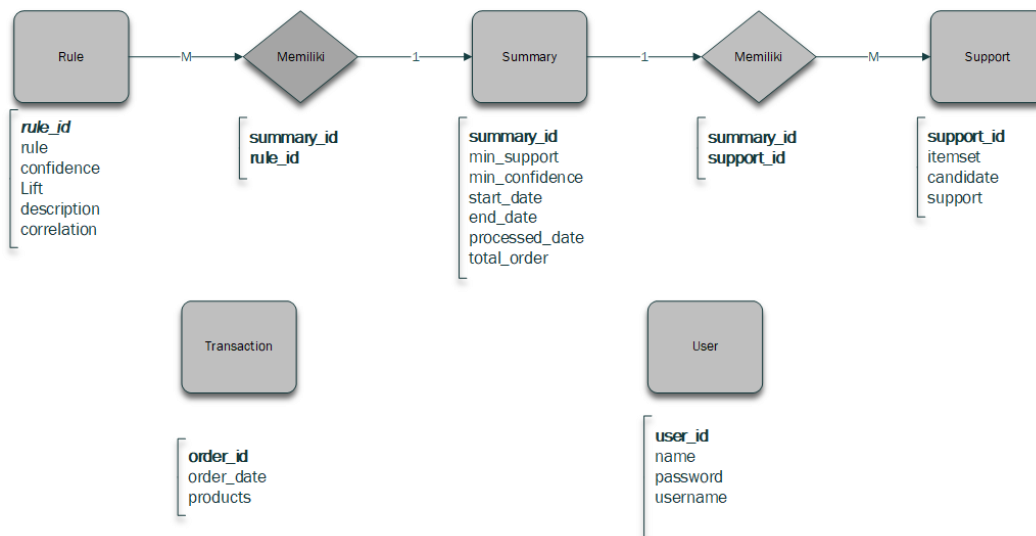 Rule
M
Memiliki
1
Summary
1
Memiliki
M
Support
rule_id
rule
confidence
Lift
description
correlation
summary_id
rule_id
summary_id
min_support
min_confidence
start_date
end_date
processed_date
total_order
summary_id
support_id
support_id
itemset
candidate
support
Transaction
User
order_id
order_date
products
user_id
name
password
username